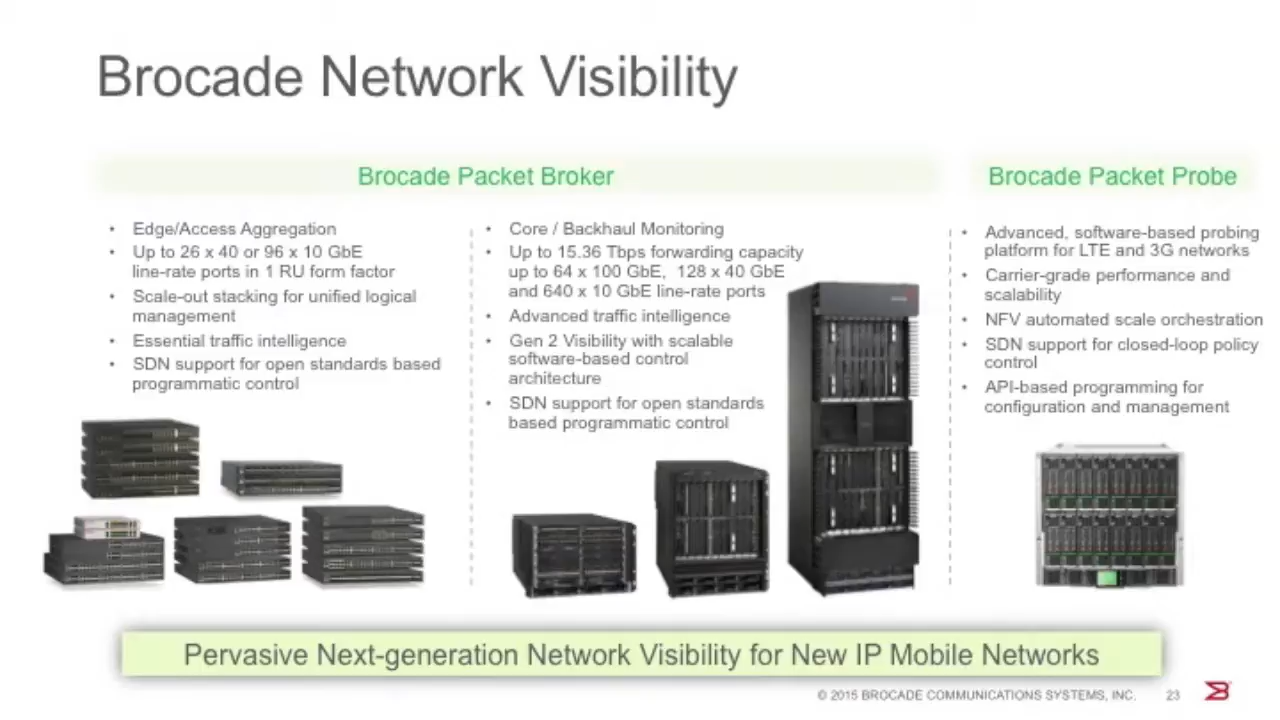 Brocade Network Visibility
Brocade Packet Broker
• Edge/Access Aggregation
• Up to 26 x 40 or 96 x 10 GbE
line-rate ports in 1 RU form factor
• Scale-out stacking for unified logical
management
• Essential traffic intelligence
• SDN support for open standards based
programmatic control
• Core / Backhaul Monitoring
• Up to 15.36 Tbps forwarding capacity
up to 64 x 100 GbE, 128 x 40 GbE
and 640 x 10 GbE line-rate ports
• Advanced traffic intelligence
• Gen 2 Visibility with scalable
software-based control
architecture
• SDN support for open standards
based programmatic control
Brocade Packet Probe
• Advanced, software-based probing
platform for LTE and 3G networks
• Carrier-grade performance and
scalability
• NFV automated scale orchestration
• SDN support for closed-loop policy
control
• API-based programming for
configuration and management
Pervasive Next-generation Network Visibility for New IP Mobile Networks
© 2015 BROCADE COMMUNICATIONS SYSTEMS, INC. 23